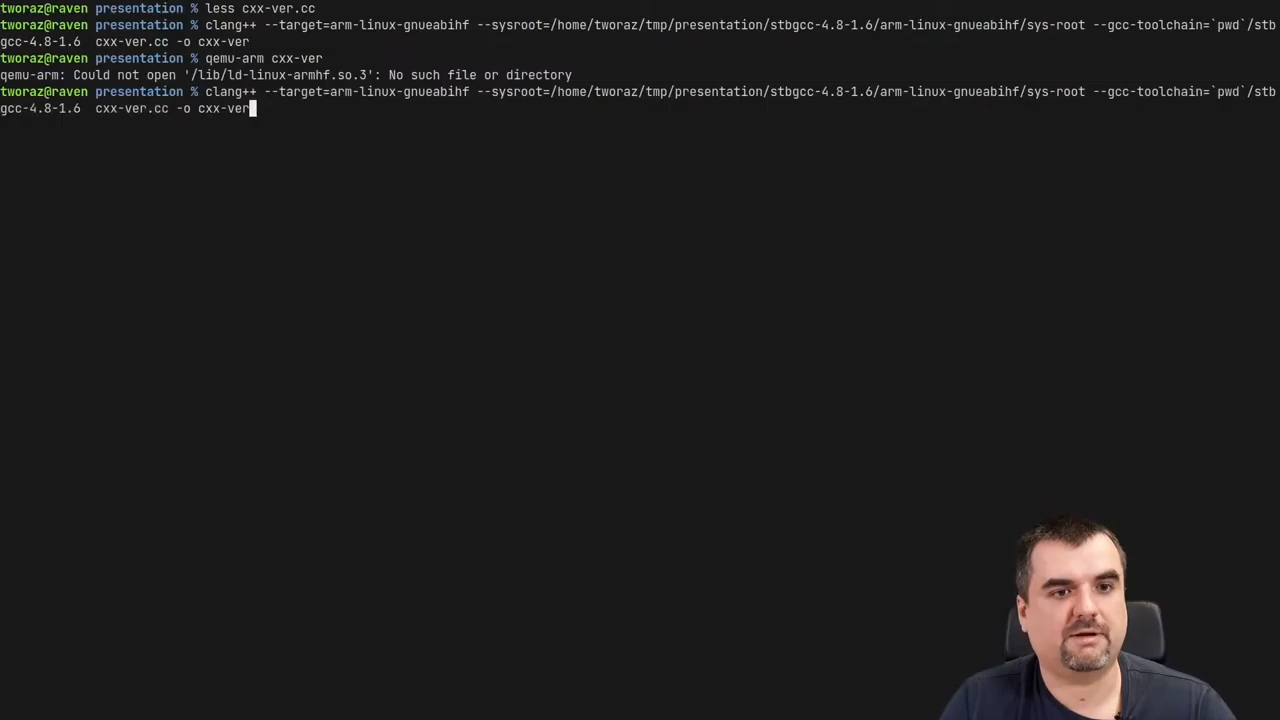 tworaz@raven presentation % less cxx-ver.cc
tworaz@raven presentation % clang++ --target=arm-linux-gnueabihf --sysroot=/home/tworaz/tmp/presentation/stbgcc-4.8-1.6/arm-linux-gnueabihf/sys-root --gcc-toolchain=`pwd`/stb
gcc-4.8-1.6  cxx-ver.cc -o cxx-ver
tworaz@raven presentation % qemu-arm cxx-ver
qemu-arm: Could not open '/lib/ld-linux-armhf.so.3': No such file or directory
tworaz@raven presentation % clang++ --target=arm-linux-gnueabihf --sysroot=/home/tworaz/tmp/presentation/stbgcc-4.8-1.6/arm-linux-gnueabihf/sys-root --gcc-toolchain=`pwd`/stb
gcc-4.8-1.6  cxx-ver.cc -o cxx-ver